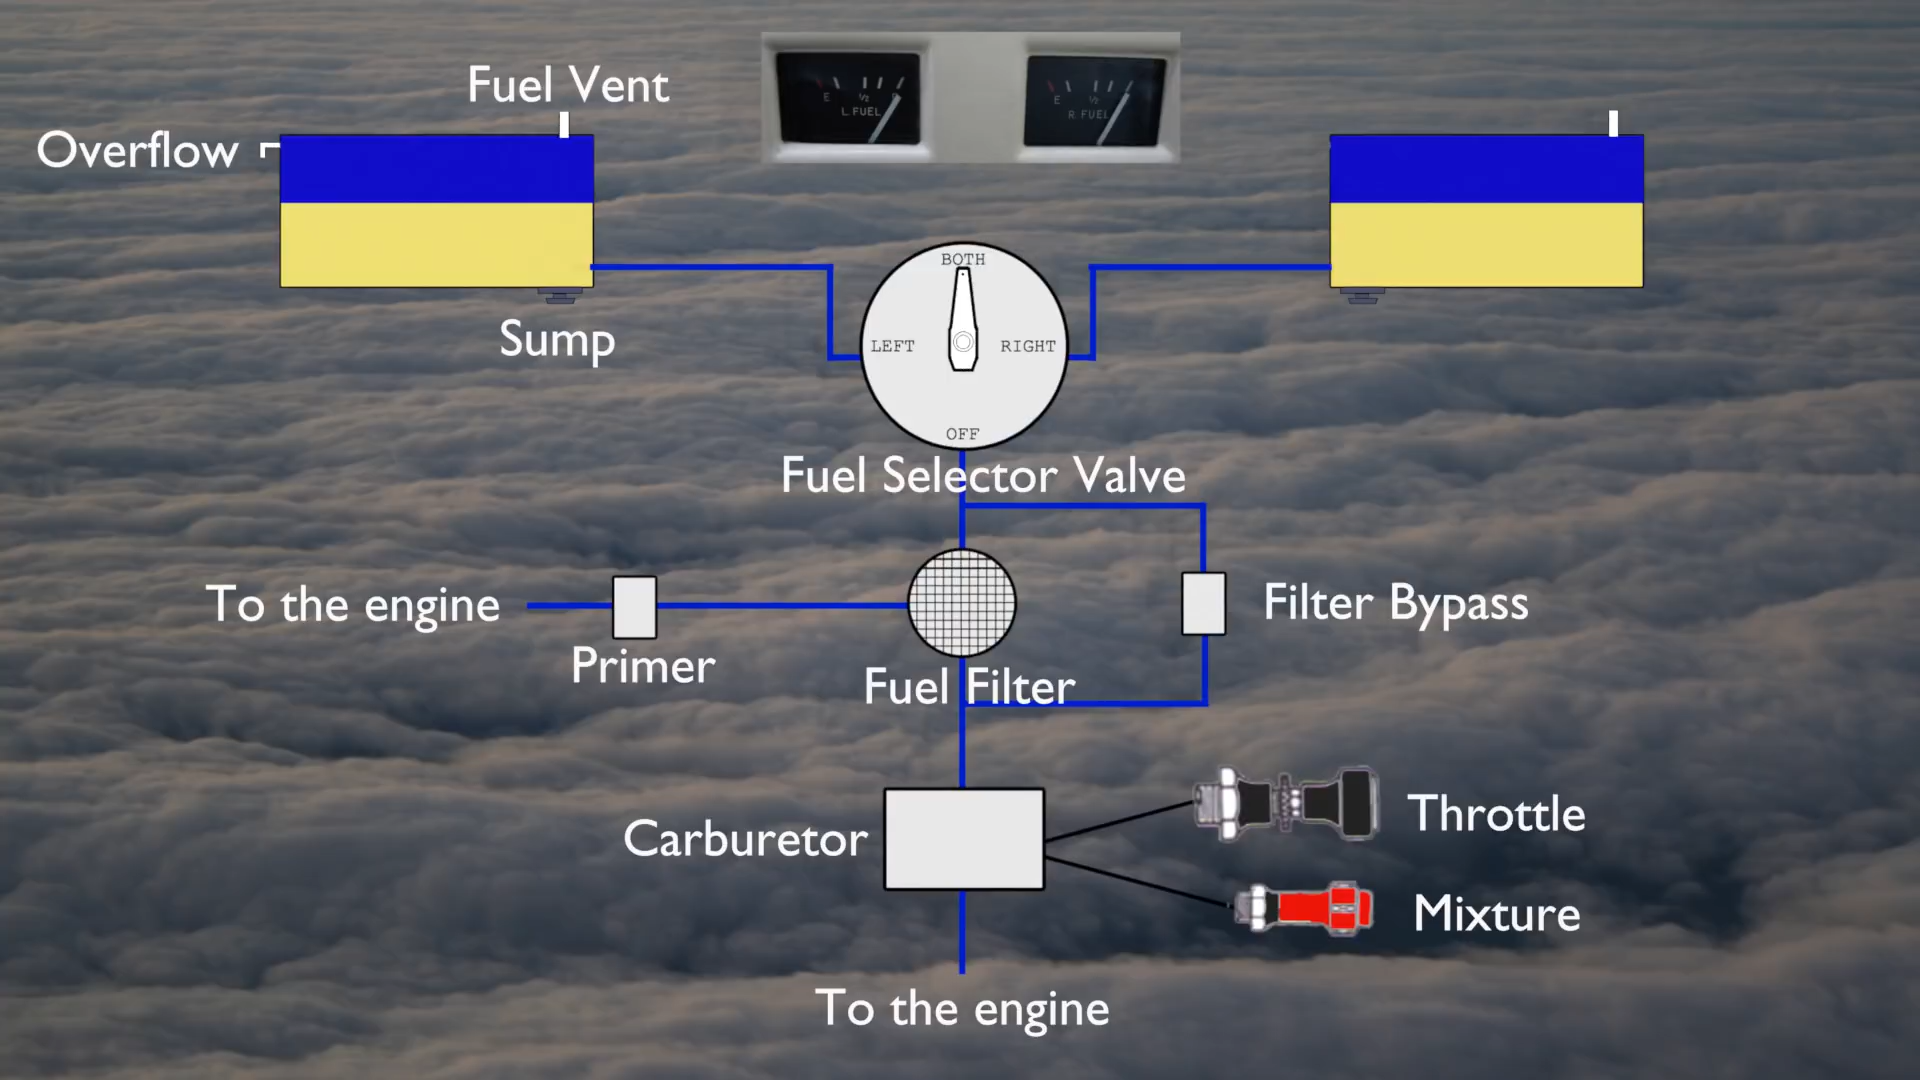 Fuel Vent
Overflow
E ½ F
L.FUEL
E ½
R.FUEL
BOTH
LEFT
RIGHT
OFF
Sump
Fuel Selector Valve
To the engine
Primer
Fuel Filter
Filter Bypass
Carburetor
Throttle
Mixture
To the engine